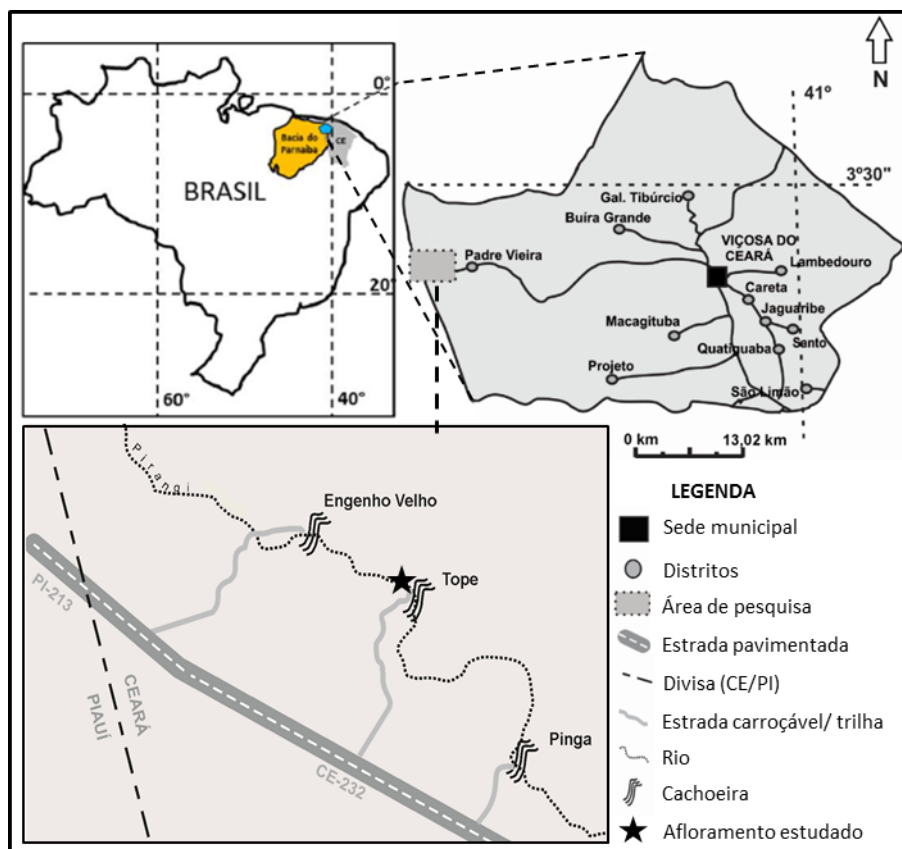 0°
Bacia do
Parnaíba
CE
BRASIL
20°
60°
40°
N
41°
3º30"
Gal. Tibúrcio
Buíra Grande
VIÇOSA DO
CEARÁ
Lambedouro
Padre Vieira
Careta
Jaguaribe
Macagituba
Santo
Quatiguaba
Projeto
São Limão
0 km 13,02 km
Pirangi
Engenho Velho
Tope
PI-213
CEARÁ
PIAUÍ
Pinga
CE-232
LEGENDA
Sede municipal
Distritos
Área de pesquisa
Estrada pavimentada
Divisa (CE/PI)
Estrada carroçável/ trilha
Rio
Cachoeira
Afloramento estudado